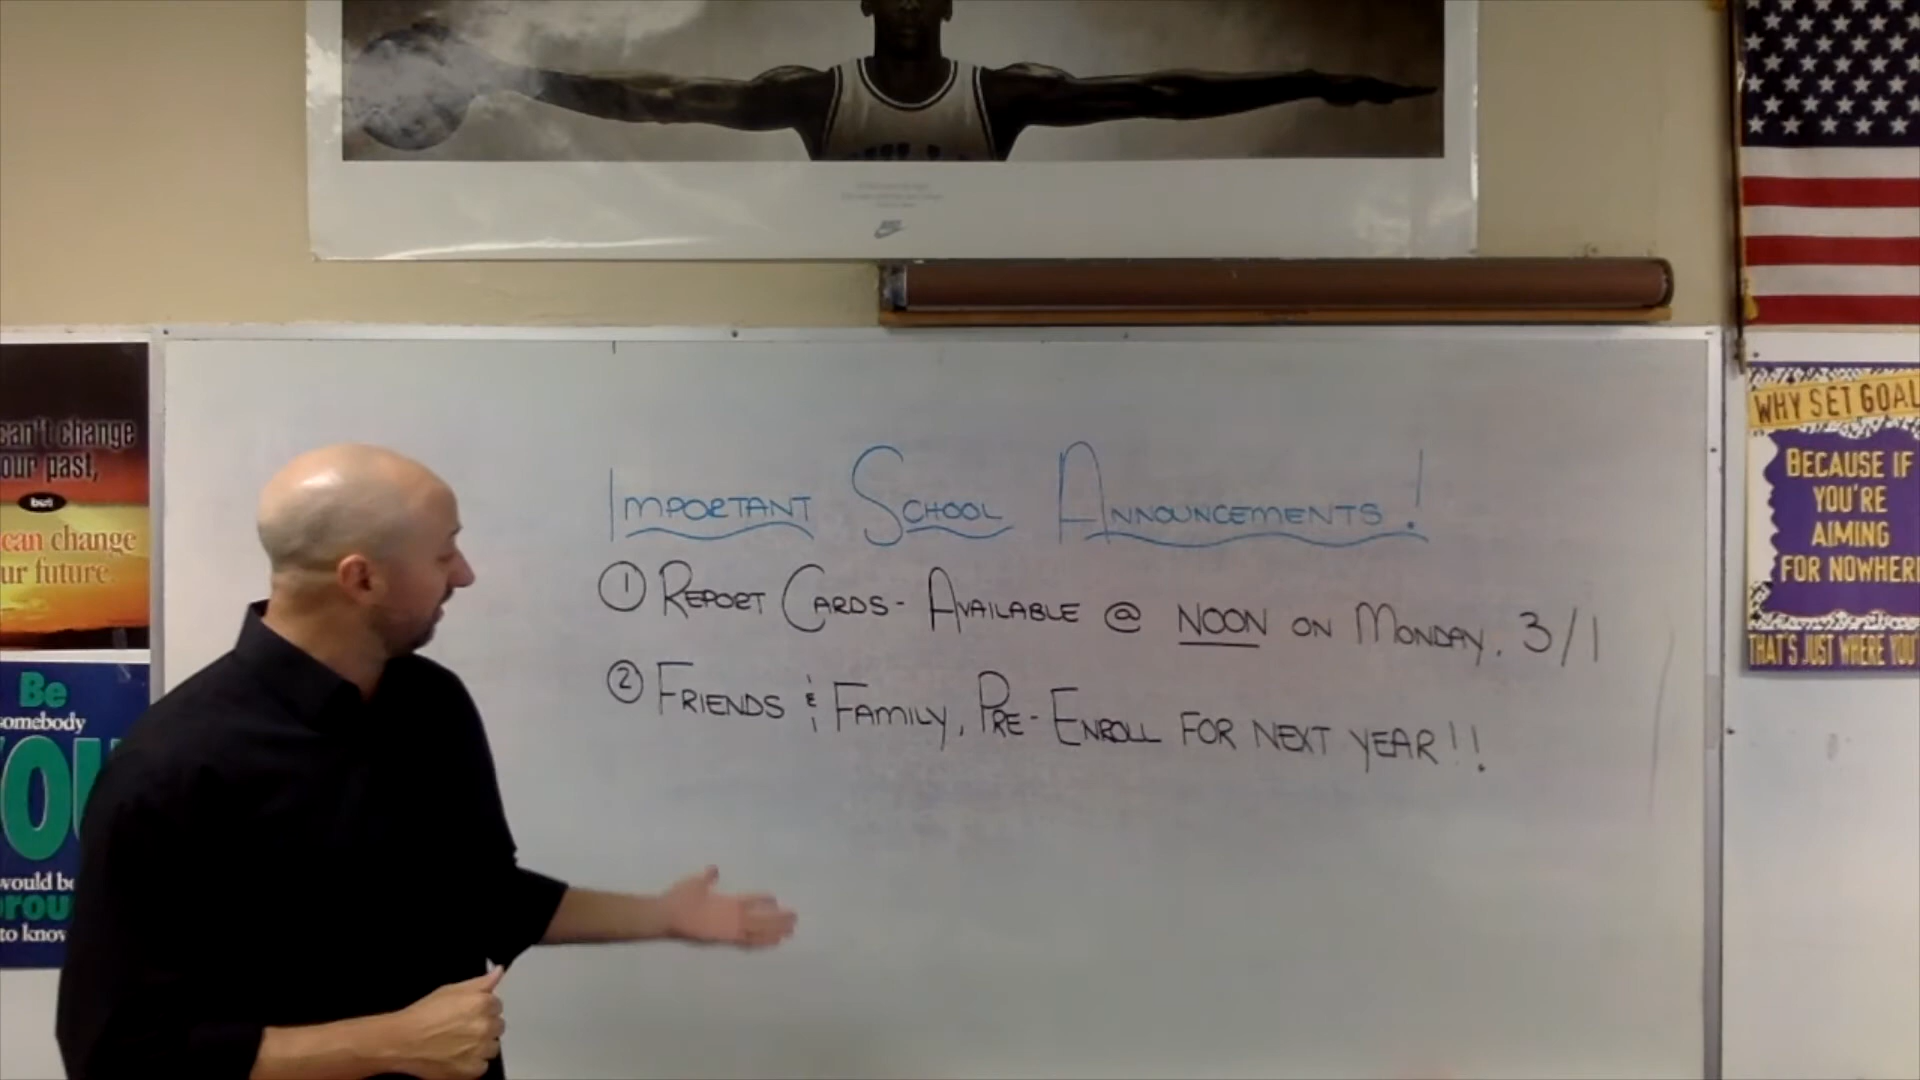 can't change
our past,
but
can change
ur future.
Be
somebody
YOU
would be
prou
to know
IMPORTANT SCHOOL ANNOUNCEMENTS!
① REPORT CARDS - AVAILABLE @ NOON ON MONDAY, 3/1
② FRIENDS & FAMILY, PRE-ENROLL FOR NEXT YEAR!!
WHY SET GOAL
BECAUSE IF
YOU'RE
AIMING
FOR NOWHERE
THAT'S JUST WHERE YOU'